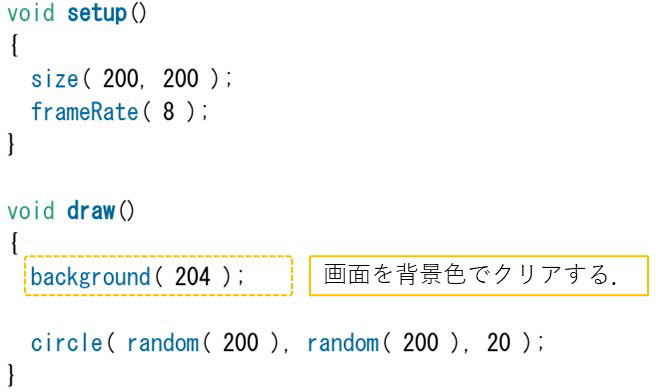 void setup()
{
size( 200, 200 );
frameRate( 8 );
}
void draw()
{
background( 204 ); 画面を背景色でクリアする．
circle( random( 200 ), random( 200 ), 20 );
}